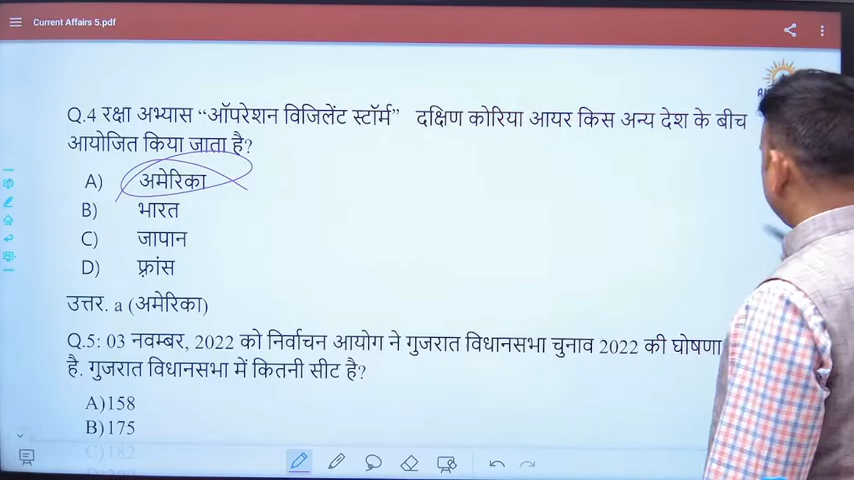 Current Affairs 5.pdf
Q.4 रक्षा अभ्यास “ऑपरेशन विजिलेंट स्टॉर्म” दक्षिण कोरिया आयर किस अन्य देश के बीच
आयोजित किया जाता है?
A) अमेरिका
B) भारत
C) जापान
D) फ़्रांस
उत्तर. a (अमेरिका)
Q.5: 03 नवम्बर, 2022 को निर्वाचन आयोग ने गुजरात विधानसभा चुनाव 2022 की घोषणा
है. गुजरात विधानसभा में कितनी सीट है?
A)158
B)175
C)182